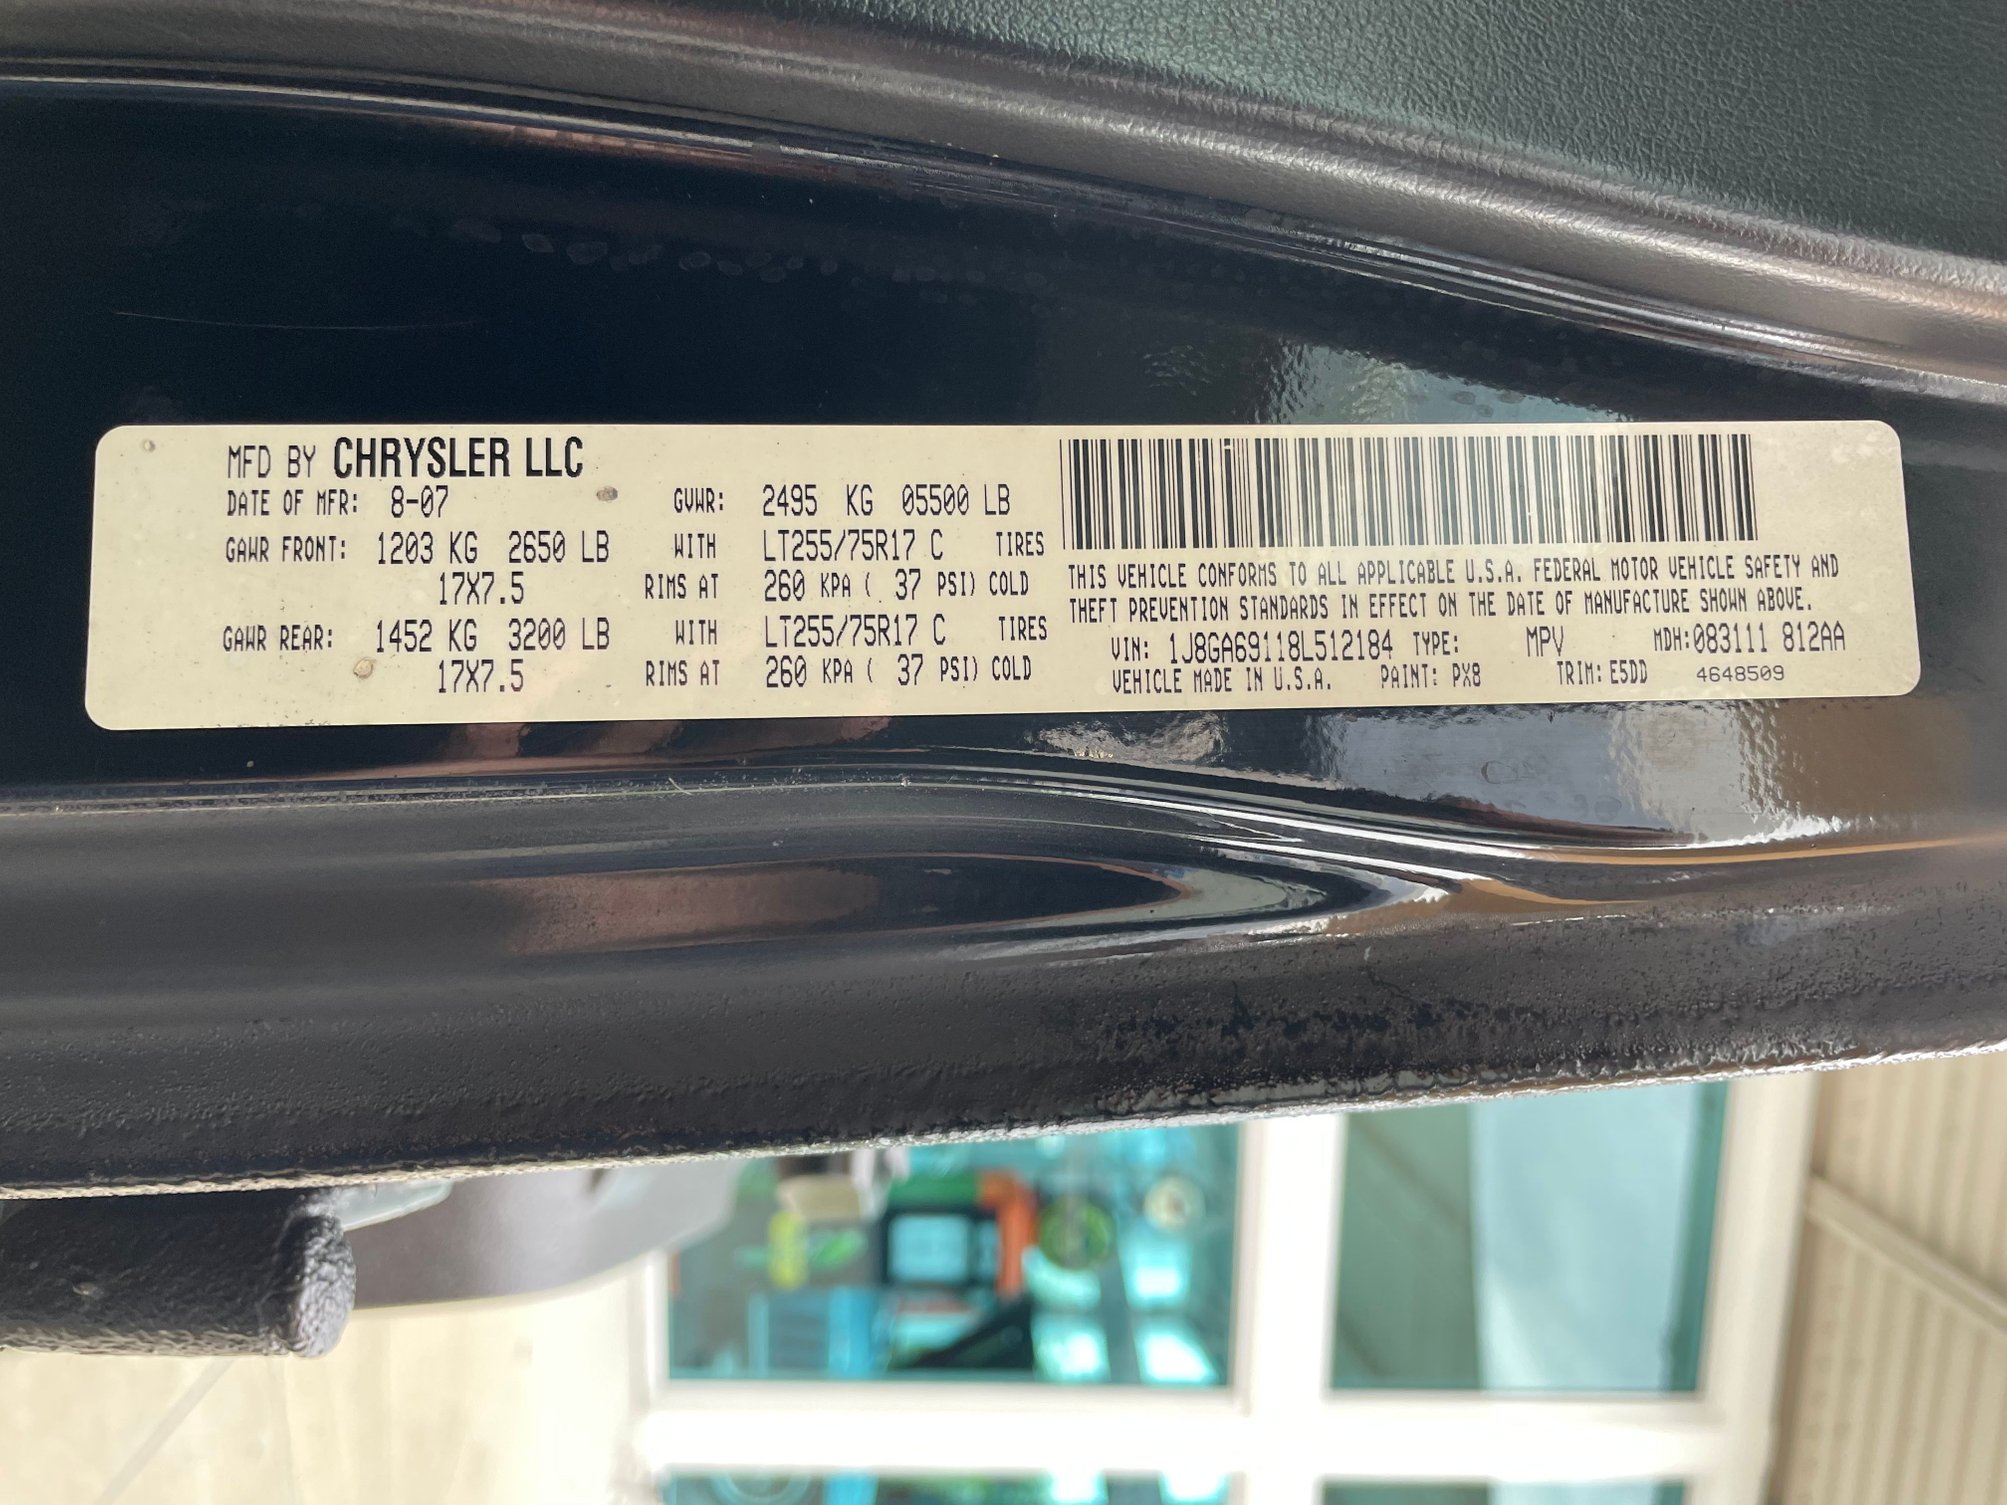 MFD BY CHRYSLER LLC
DATE OF MFR: 8-07 GVWR: 2495 KG 05500 LB
GAWR FRONT: 1203 KG 2650 LB WITH LT255/75R17 C TIRES
17X7.5 RIMS AT 260 KPA ( 37 PSI) COLD
GAWR REAR: 1452 KG 3200 LB WITH LT255/75R17 C TIRES
17X7.5 RIMS AT 260 KPA ( 37 PSI) COLD
THIS VEHICLE CONFORMS TO ALL APPLICABLE U.S.A. FEDERAL MOTOR VEHICLE SAFETY AND
THEFT PREVENTION STANDARDS IN EFFECT ON THE DATE OF MANUFACTURE SHOWN ABOVE.
VIN: 1J8GA69118L512184 TYPE: MPV MDH:083111 812AA
VEHICLE MADE IN U.S.A. PAINT: PX8 TRIM: E5DD 4648509